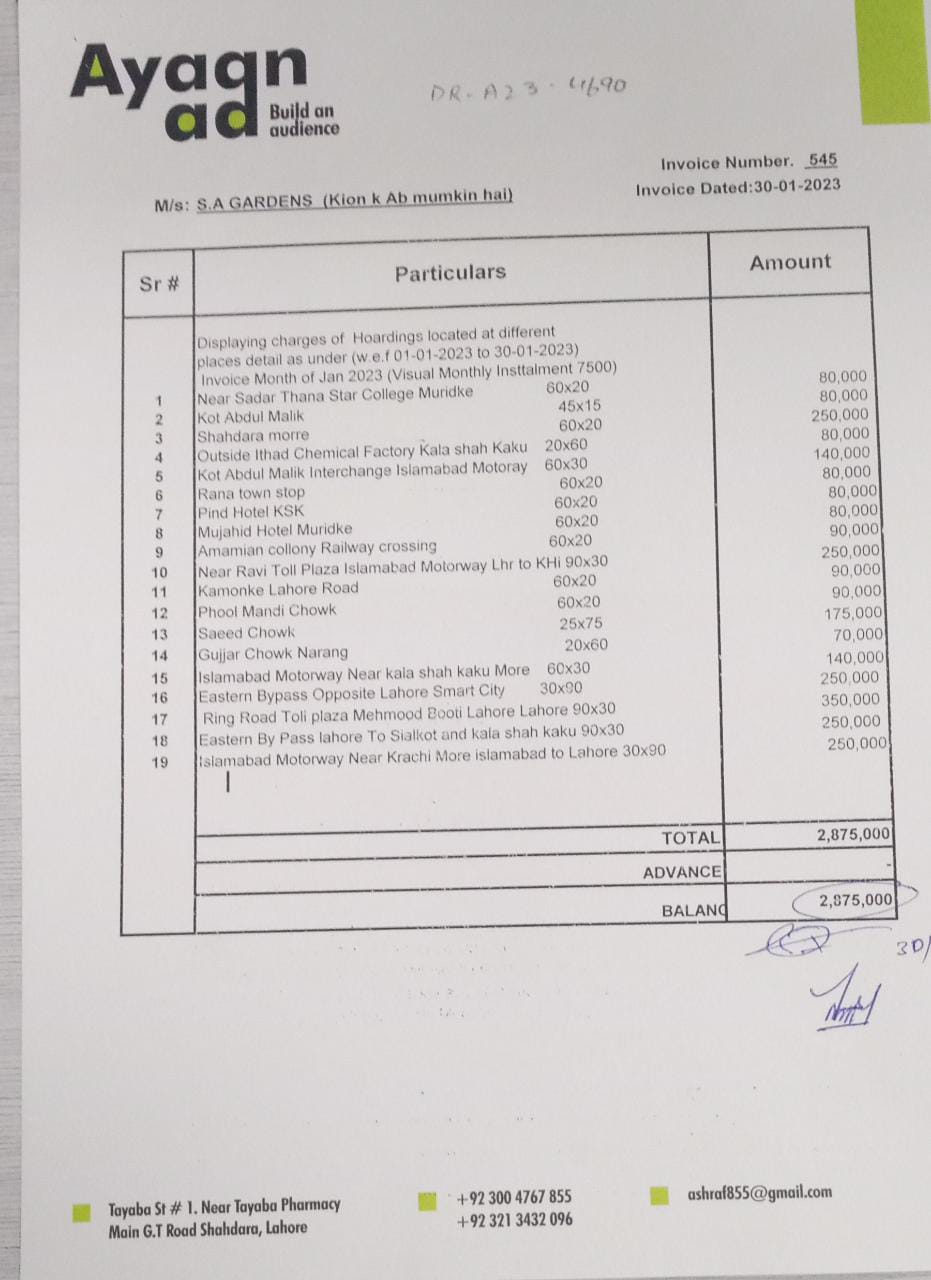 Ayaan
ad Build an audience
DR-A23-4690
Invoice Number. 545
Invoice Dated:30-01-2023
M/s: S.A GARDENS (Kion k Ab mumkin hai)
Sr # Particulars Amount
Displaying charges of Hoardings located at different
places detail as under (w.e.f 01-01-2023 to 30-01-2023)
Invoice Month of Jan 2023 (Visual Monthly Insttalment 7500)
1 Near Sadar Thana Star College Muridke 60x20 80,000
2 Kot Abdul Malik 45x15 80,000
3 Shahdara morre 60x20 250,000
4 Outside Ithad Chemical Factory Kala shah Kaku 20x60 80,000
5 Kot Abdul Malik Interchange Islamabad Motoray 60x30 140,000
6 Rana town stop 60x20 80,000
7 Pind Hotel KSK 60x20 80,000
8 Mujahid Hotel Muridke 60x20 80,000
9 Amamian collony Railway crossing 60x20 90,000
10 Near Ravi Toll Plaza Islamabad Motorway Lhr to KHi 90x30 250,000
11 Kamonke Lahore Road 60x20 90,000
12 Phool Mandi Chowk 60x20 90,000
13 Saeed Chowk 25x75 175,000
14 Gujjar Chowk Narang 20x60 70,000
15 Islamabad Motorway Near kala shah kaku More 60x30 140,000
16 Eastern Bypass Opposite Lahore Smart City 30x90 250,000
17 Ring Road Toli plaza Mehmood Booti Lahore Lahore 90x30 350,000
18 Eastern By Pass lahore To Sialkot and kala shah kaku 90x30 250,000
19 Islamabad Motorway Near Krachi More islamabad to Lahore 30x90 250,000
TOTAL 2,875,000
ADVANCE -
BALANC 2,875,000
30/
Tayaba St # 1. Near Tayaba Pharmacy
Main G.T Road Shahdara, Lahore
+92 300 4767 855
+92 321 3432 096
ashraf855@gmail.com